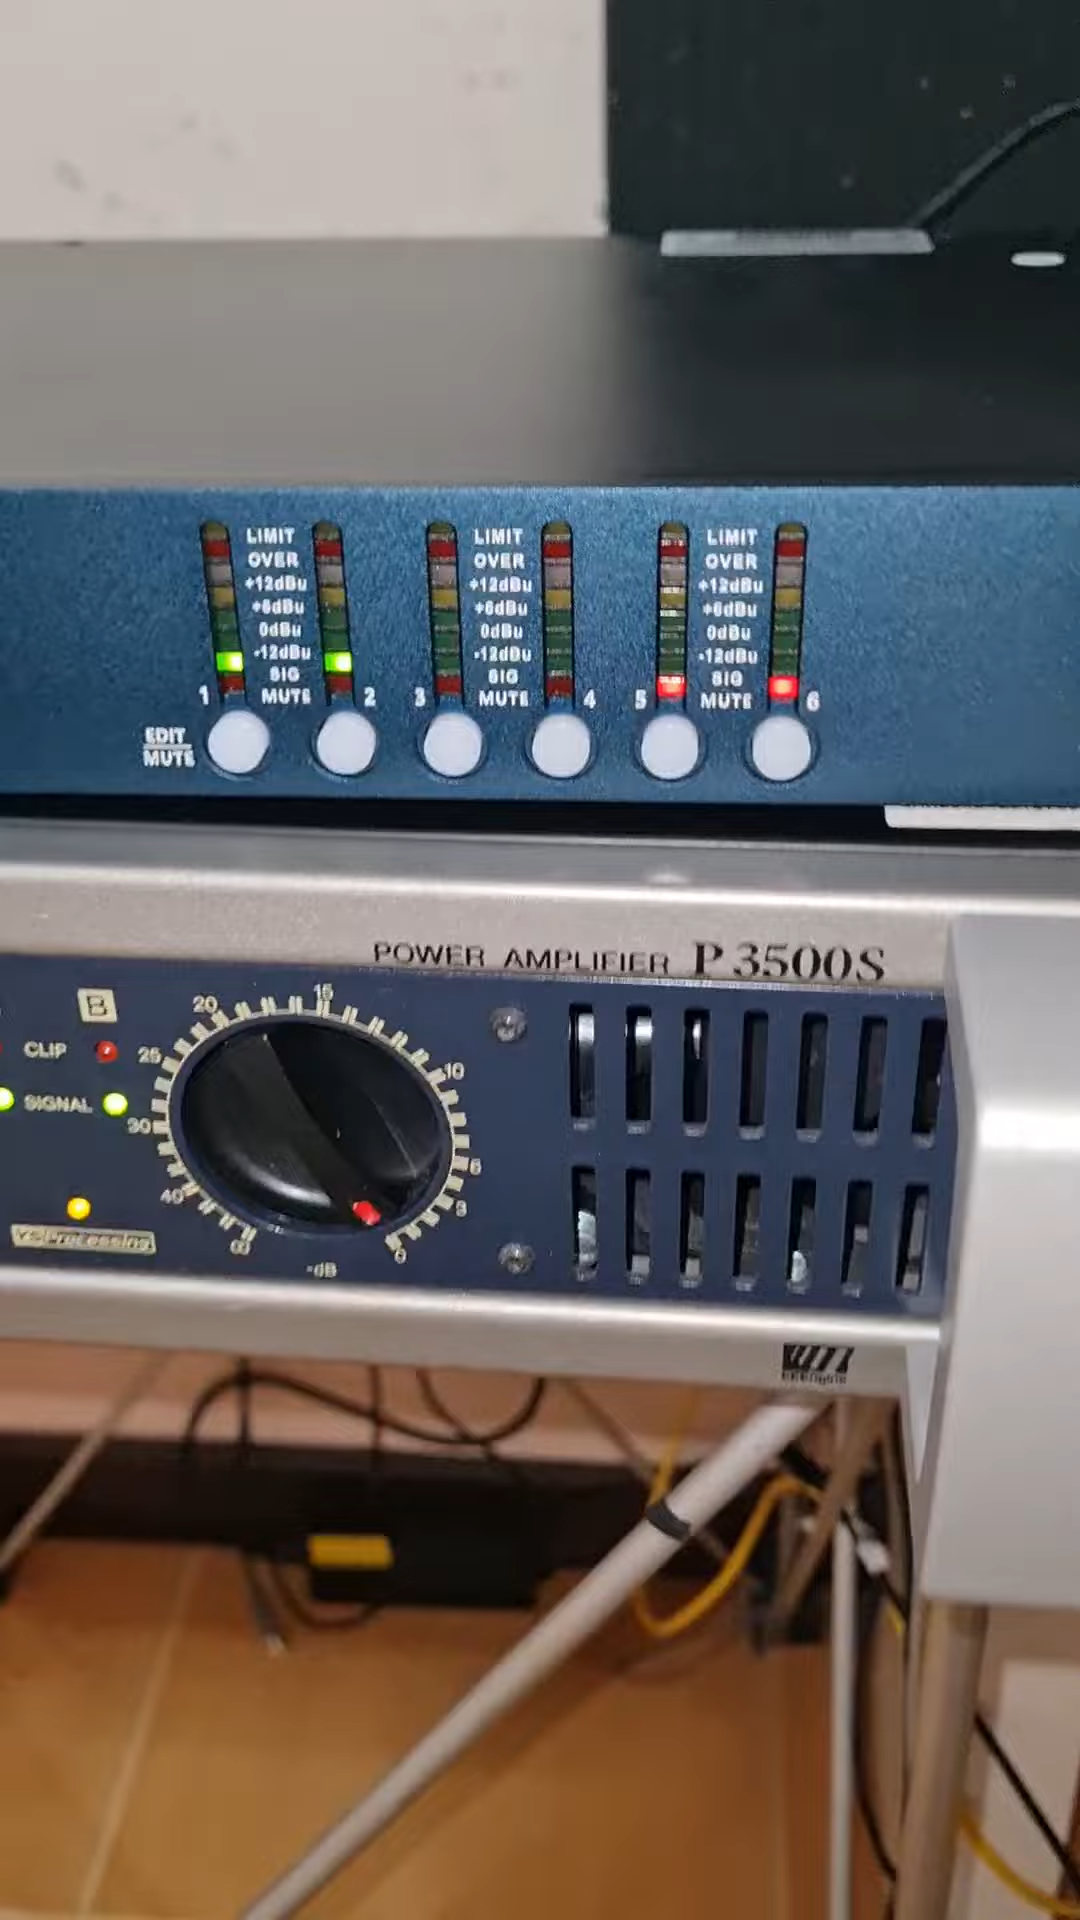 LIMIT LIMIT LIMIT
OVER OVER OVER
+12dBu +12dBu +12dBu
+6dBu +6dBu +6dBu
0dBu 0dBu 0dBu
-12dBu -12dBu -12dBu
SIG SIG SIG
1 MUTE 2 3 MUTE 4 5 MUTE 6
EDIT
MUTE
POWER AMPLIFIER P3500S
B
CLIP
SIGNAL
YS Processing
∞ 40 30 25 20 15 10 6 3 0
-dB